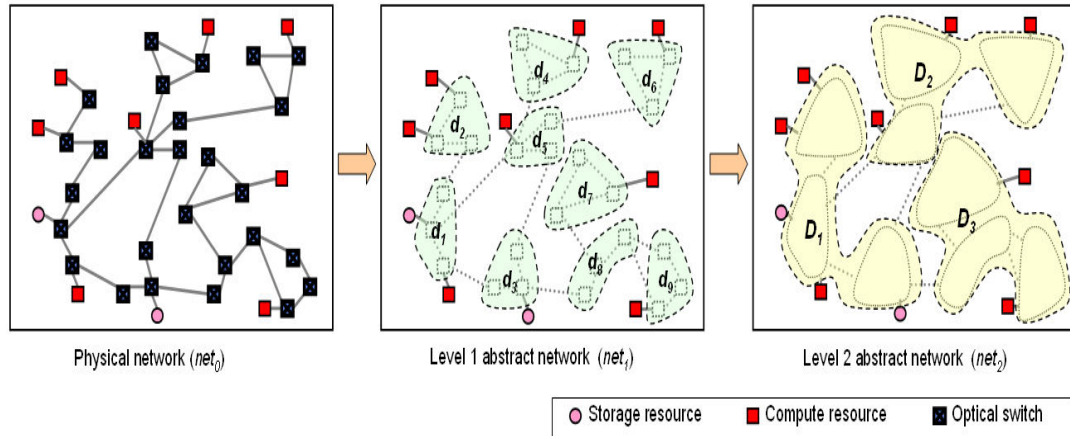 d4
d6
d2
d5
d7
d1
d3
d8
d9
D2
D1
D3
Physical network (net0)
Level 1 abstract network (net1)
Level 2 abstract network (net2)
Storage resource
Compute resource
Optical switch